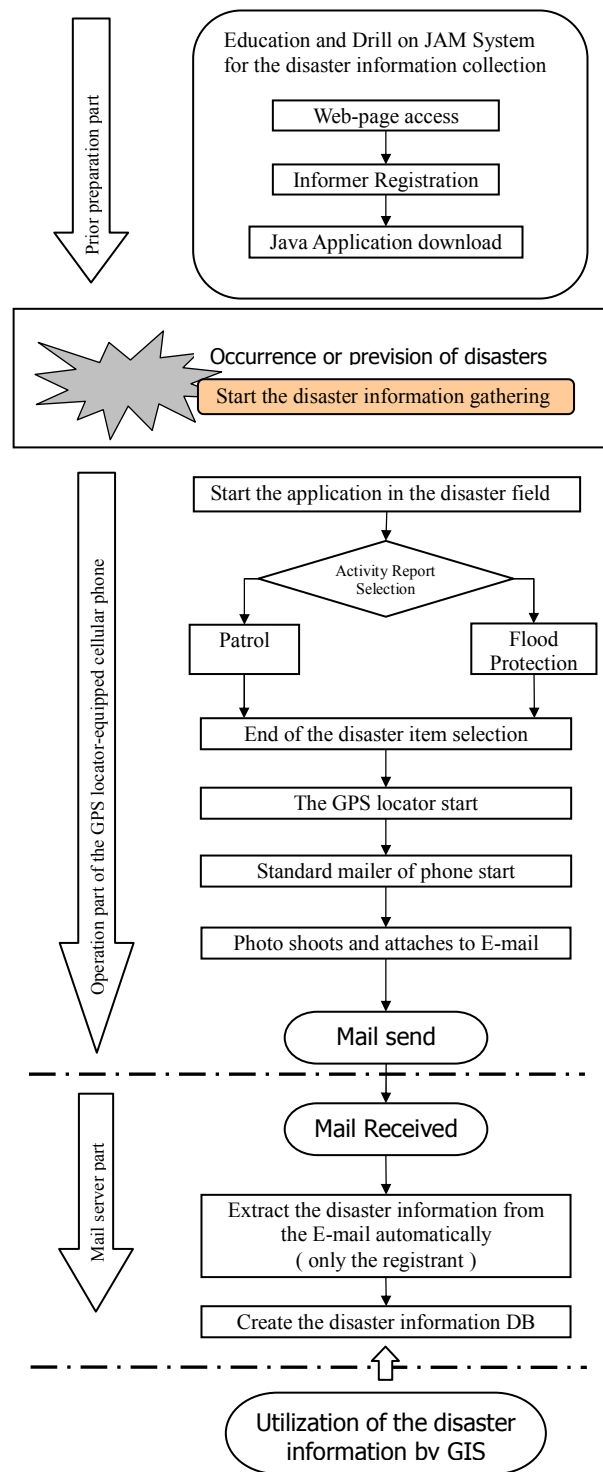 Education and Drill on JAM System
for the disaster information collection
Web-page access
Informer Registration
Java Application download
Prior preparation part
Occurrence or prevision of disasters
Start the disaster information gathering
Start the application in the disaster field
Activity Report
Selection
Patrol
Flood
Protection
End of the disaster item selection
The GPS locator start
Standard mailer of phone start
Photo shoots and attaches to E-mail
Mail send
Operation part of the GPS locator-equipped cellular phone
Mail Received
Extract the disaster information from
the E-mail automatically
( only the registrant )
Create the disaster information DB
Mail server part
Utilization of the disaster
information by GIS